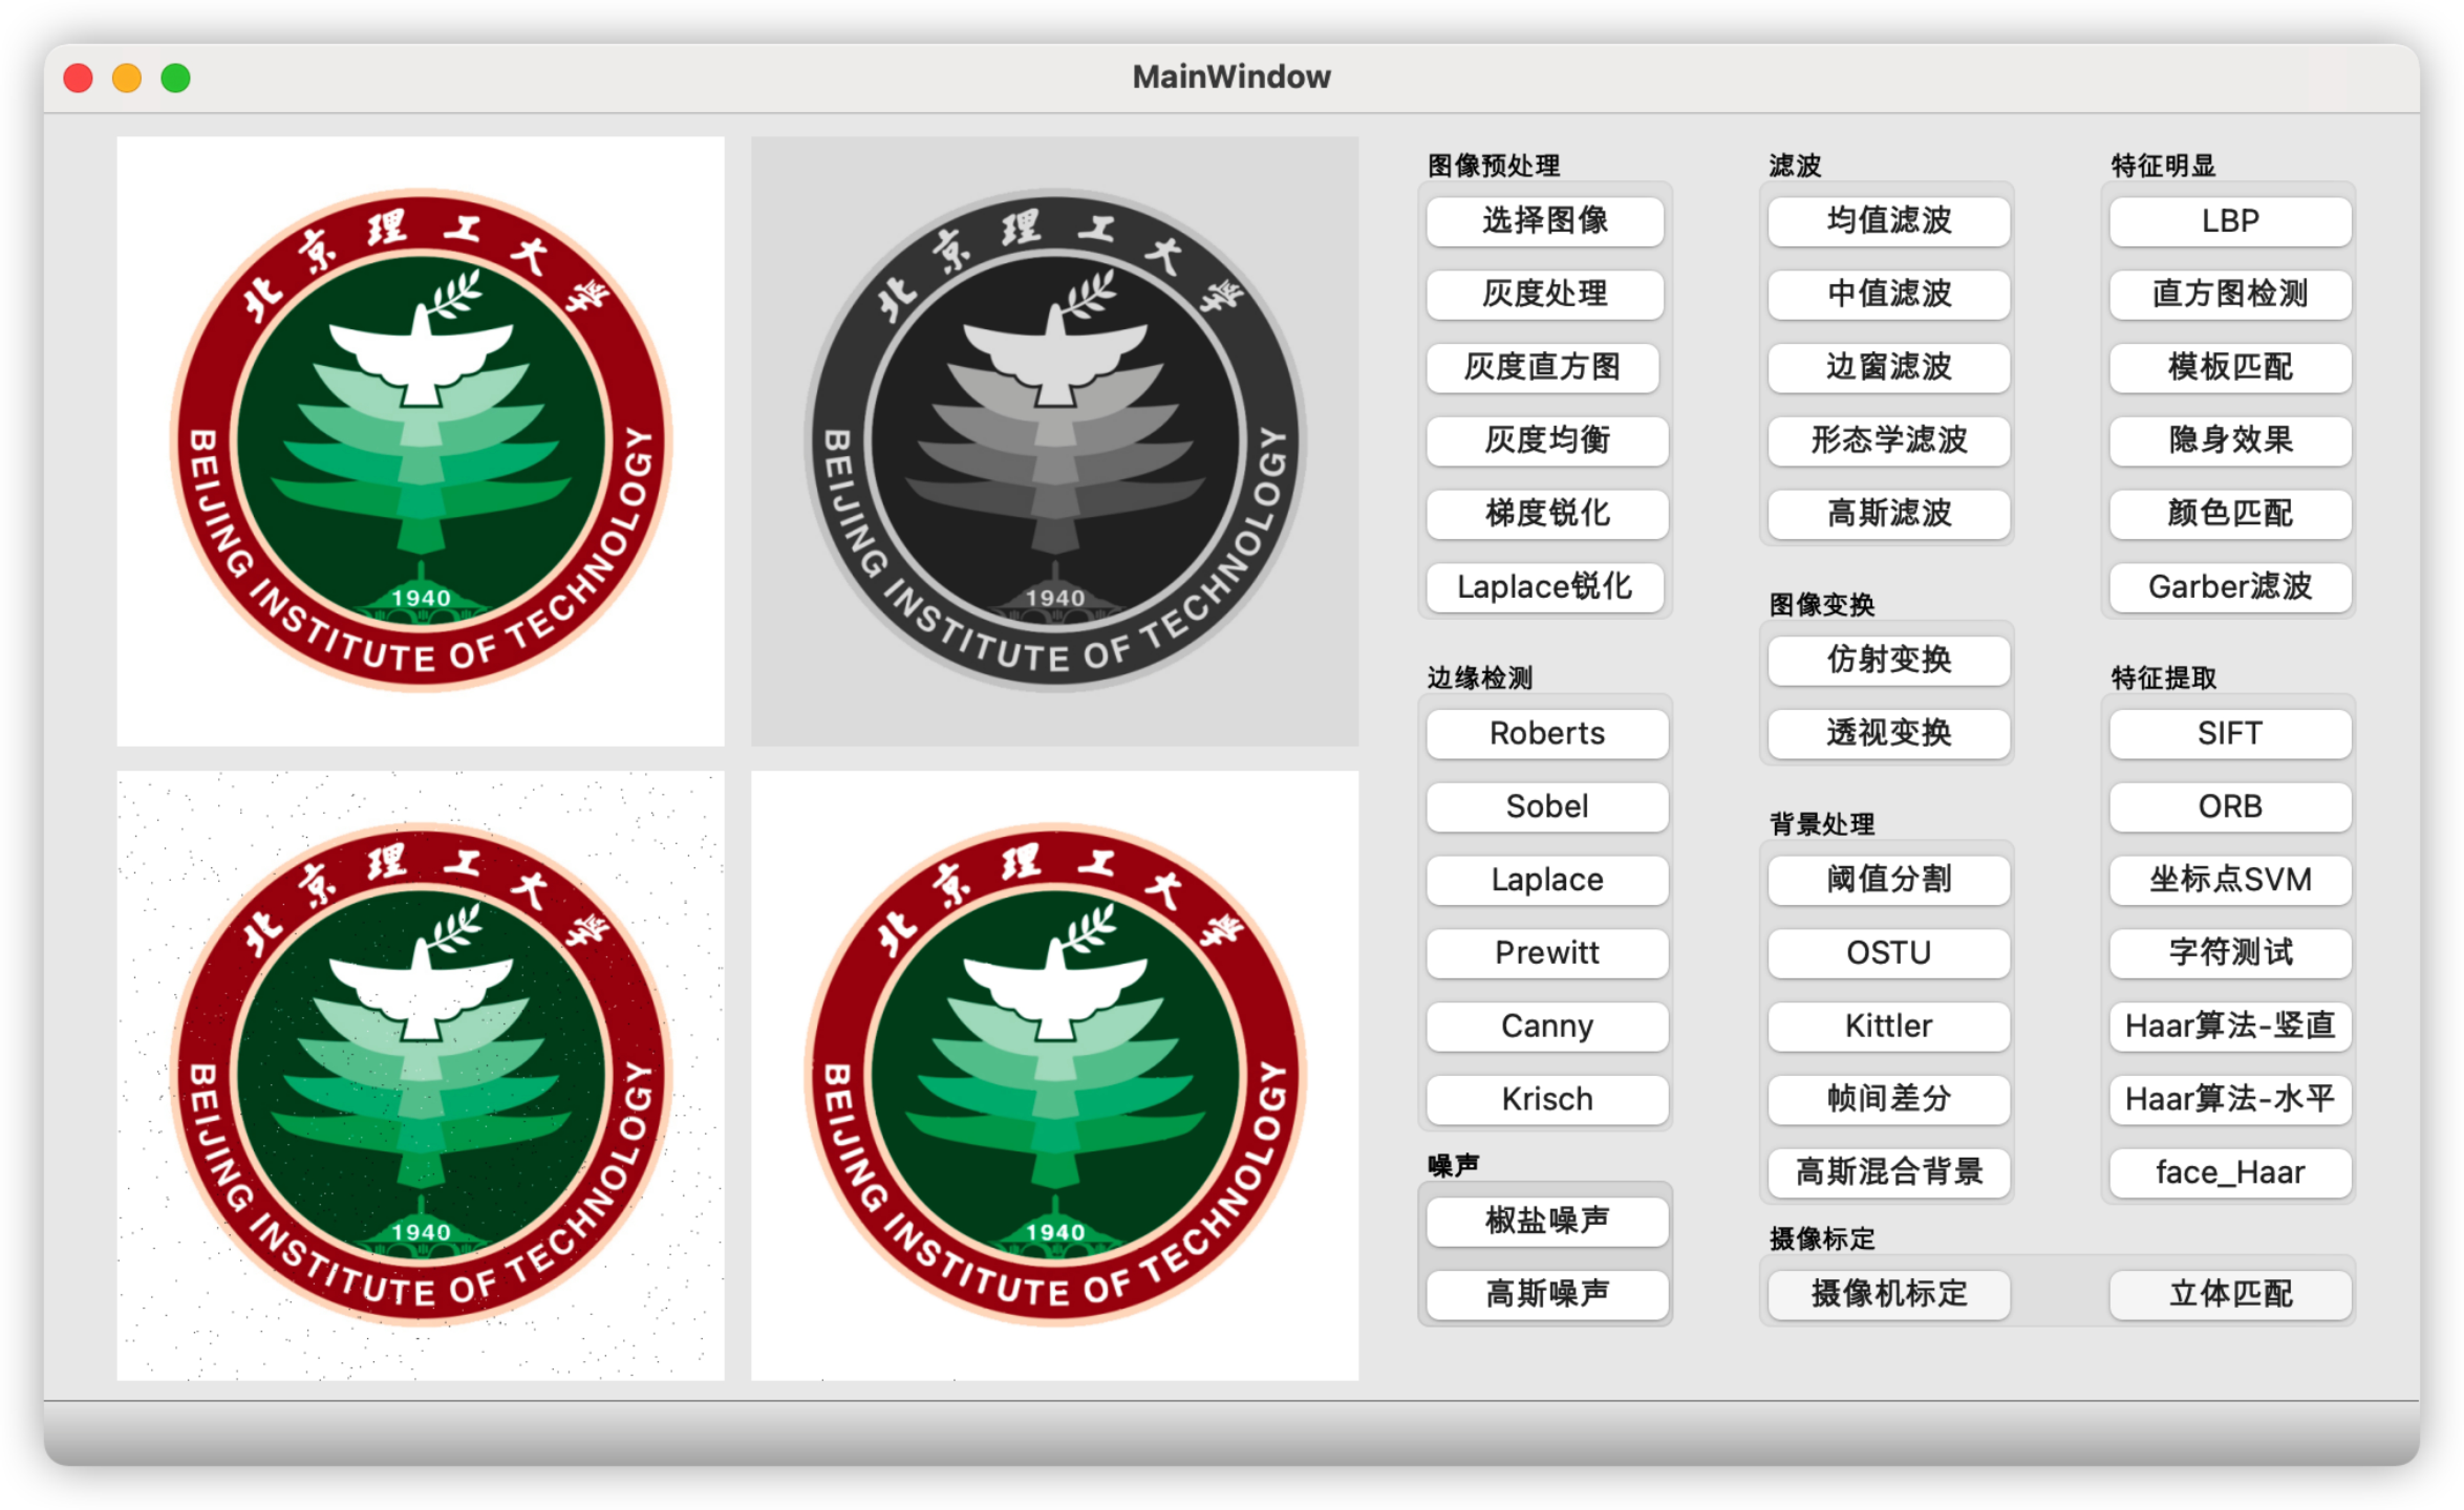 MainWindow
北京理工大学
1940
BEIJING INSTITUTE OF TECHNOLOGY
北京理工大学
1940
BEIJING INSTITUTE OF TECHNOLOGY
北京理工大学
1940
BEIJING INSTITUTE OF TECHNOLOGY
北京理工大学
1940
BEIJING INSTITUTE OF TECHNOLOGY
图像预处理
选择图像
灰度处理
灰度直方图
灰度均衡
梯度锐化
Laplace锐化
边缘检测
Roberts
Sobel
Laplace
Prewitt
Canny
Krisch
噪声
椒盐噪声
高斯噪声
滤波
均值滤波
中值滤波
边窗滤波
形态学滤波
高斯滤波
图像变换
仿射变换
透视变换
背景处理
阈值分割
OSTU
Kittler
帧间差分
高斯混合背景
特征明显
LBP
直方图检测
模板匹配
隐身效果
颜色匹配
Garber滤波
特征提取
SIFT
ORB
坐标点SVM
字符测试
Haar算法-竖直
Haar算法-水平
face_Haar
摄像标定
摄像机标定
立体匹配